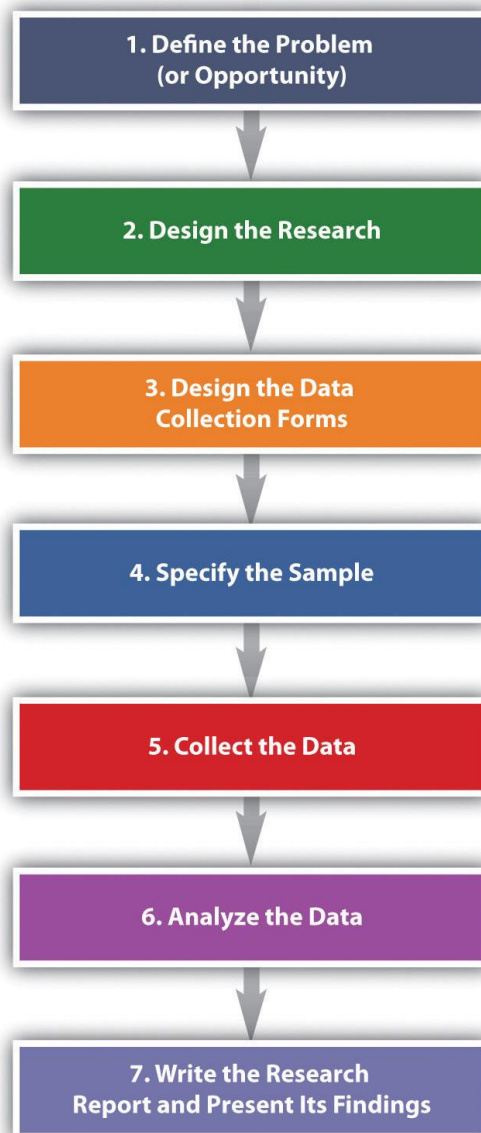 1. Define the Problem
(or Opportunity)
2. Design the Research
3. Design the Data
Collection Forms
4. Specify the Sample
5. Collect the Data
6. Analyze the Data
7. Write the Research
Report and Present Its Findings